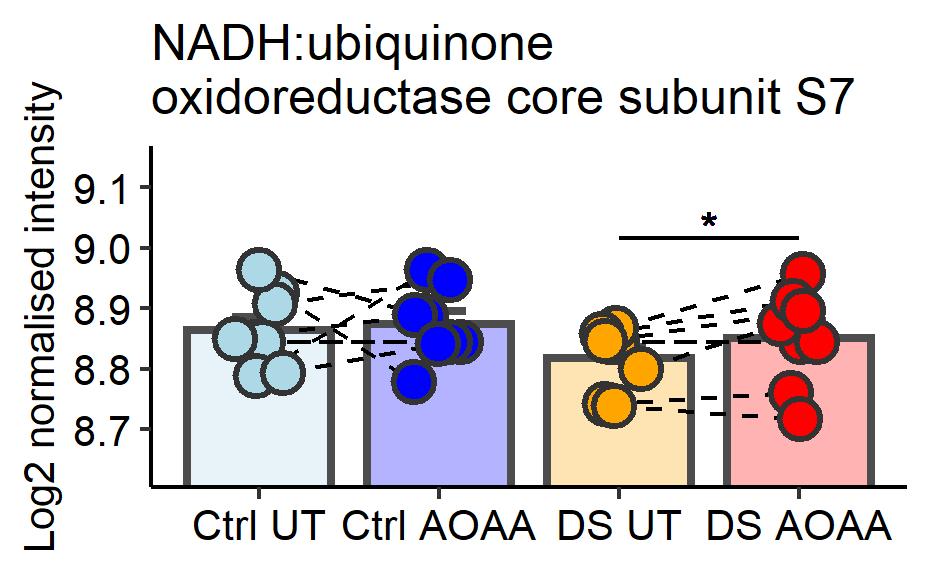 NADH:ubiquinone
oxidoreductase core subunit S7
Log2 normalised intensity
9.1
9.0
8.9
8.8
8.7
*
Ctrl UT Ctrl AOAA DS UT DS AOAA